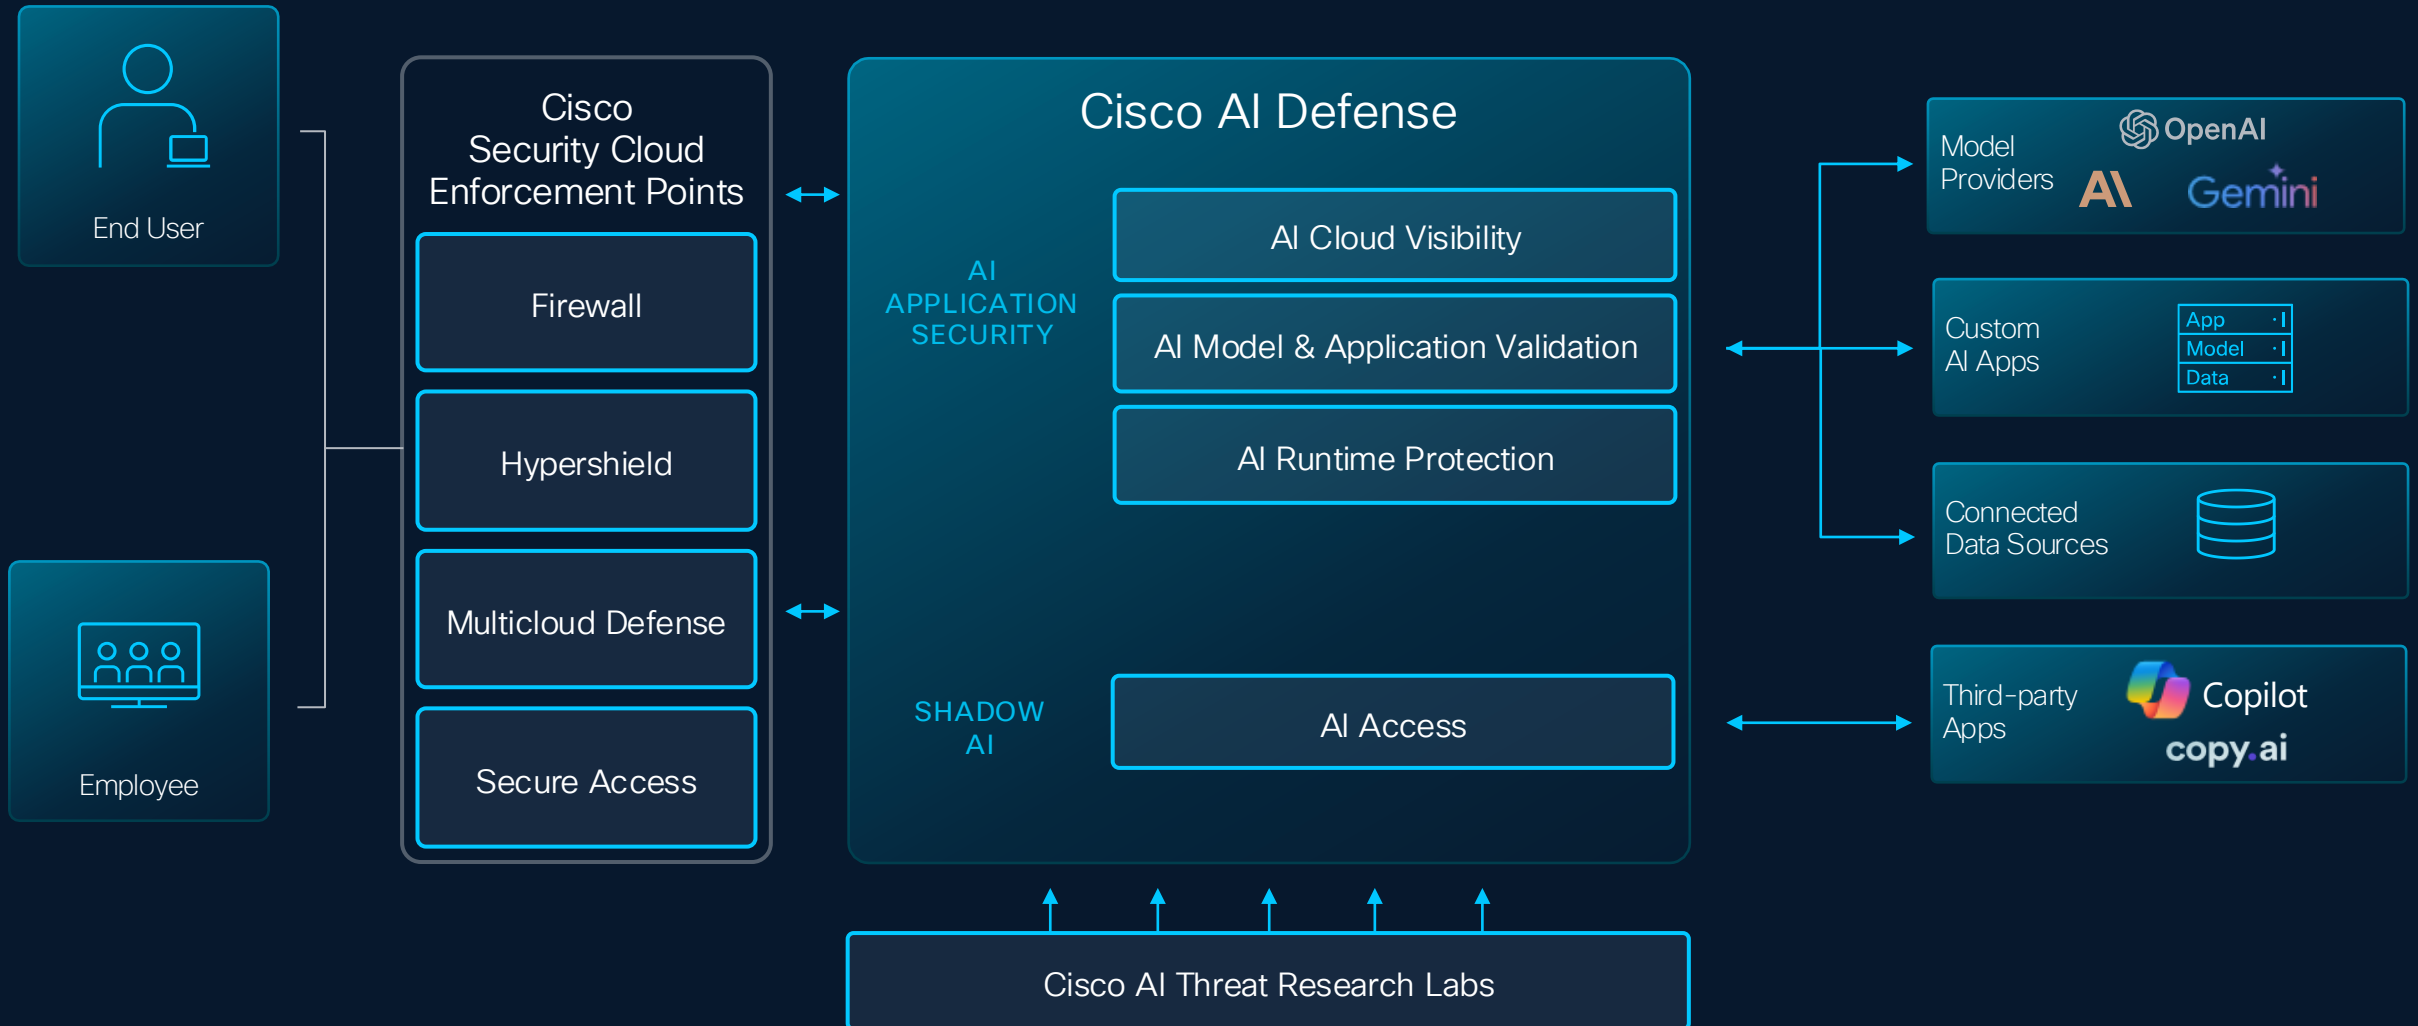 End User
Employee
Cisco
Security Cloud
Enforcement Points
Firewall
Hypershield
Multicloud Defense
Secure Access
Cisco AI Defense
AI
APPLICATION
SECURITY
AI Cloud Visibility
AI Model & Application Validation
AI Runtime Protection
SHADOW
AI
AI Access
Cisco AI Threat Research Labs
Model
Providers
OpenAI
AI
Gemini
Custom
AI Apps
App
Model
Data
Connected
Data Sources
Third-party
Apps
Copilot
copy.ai